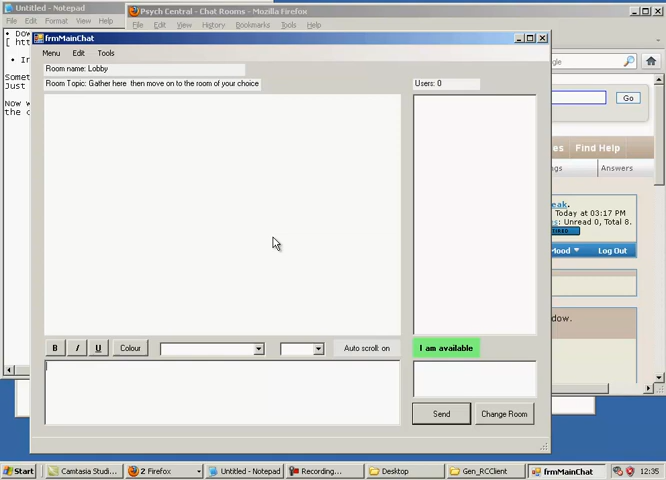 Untitled - Notepad
File Edit Format View Help
Psych Central - Chat Rooms - Mozilla Firefox
File Edit View History Bookmarks Tools Help
frmMainChat
Menu Edit Tools
Room name: Lobby
Room Topic: Gather here then move on to the room of your choice
Users: 0
Go
Find Help
Answers
Today at 03:17 PM
Unread 0, Total 8.
Mood
Log Out
Now
B I U Colour
Auto scroll: on
I am available
Send
Change Room
Start
Camtasia Studi...
2 Firefox
Untitled - Notepad
Recording...
Desktop
Gen_RCClient
frmMainChat
12:35